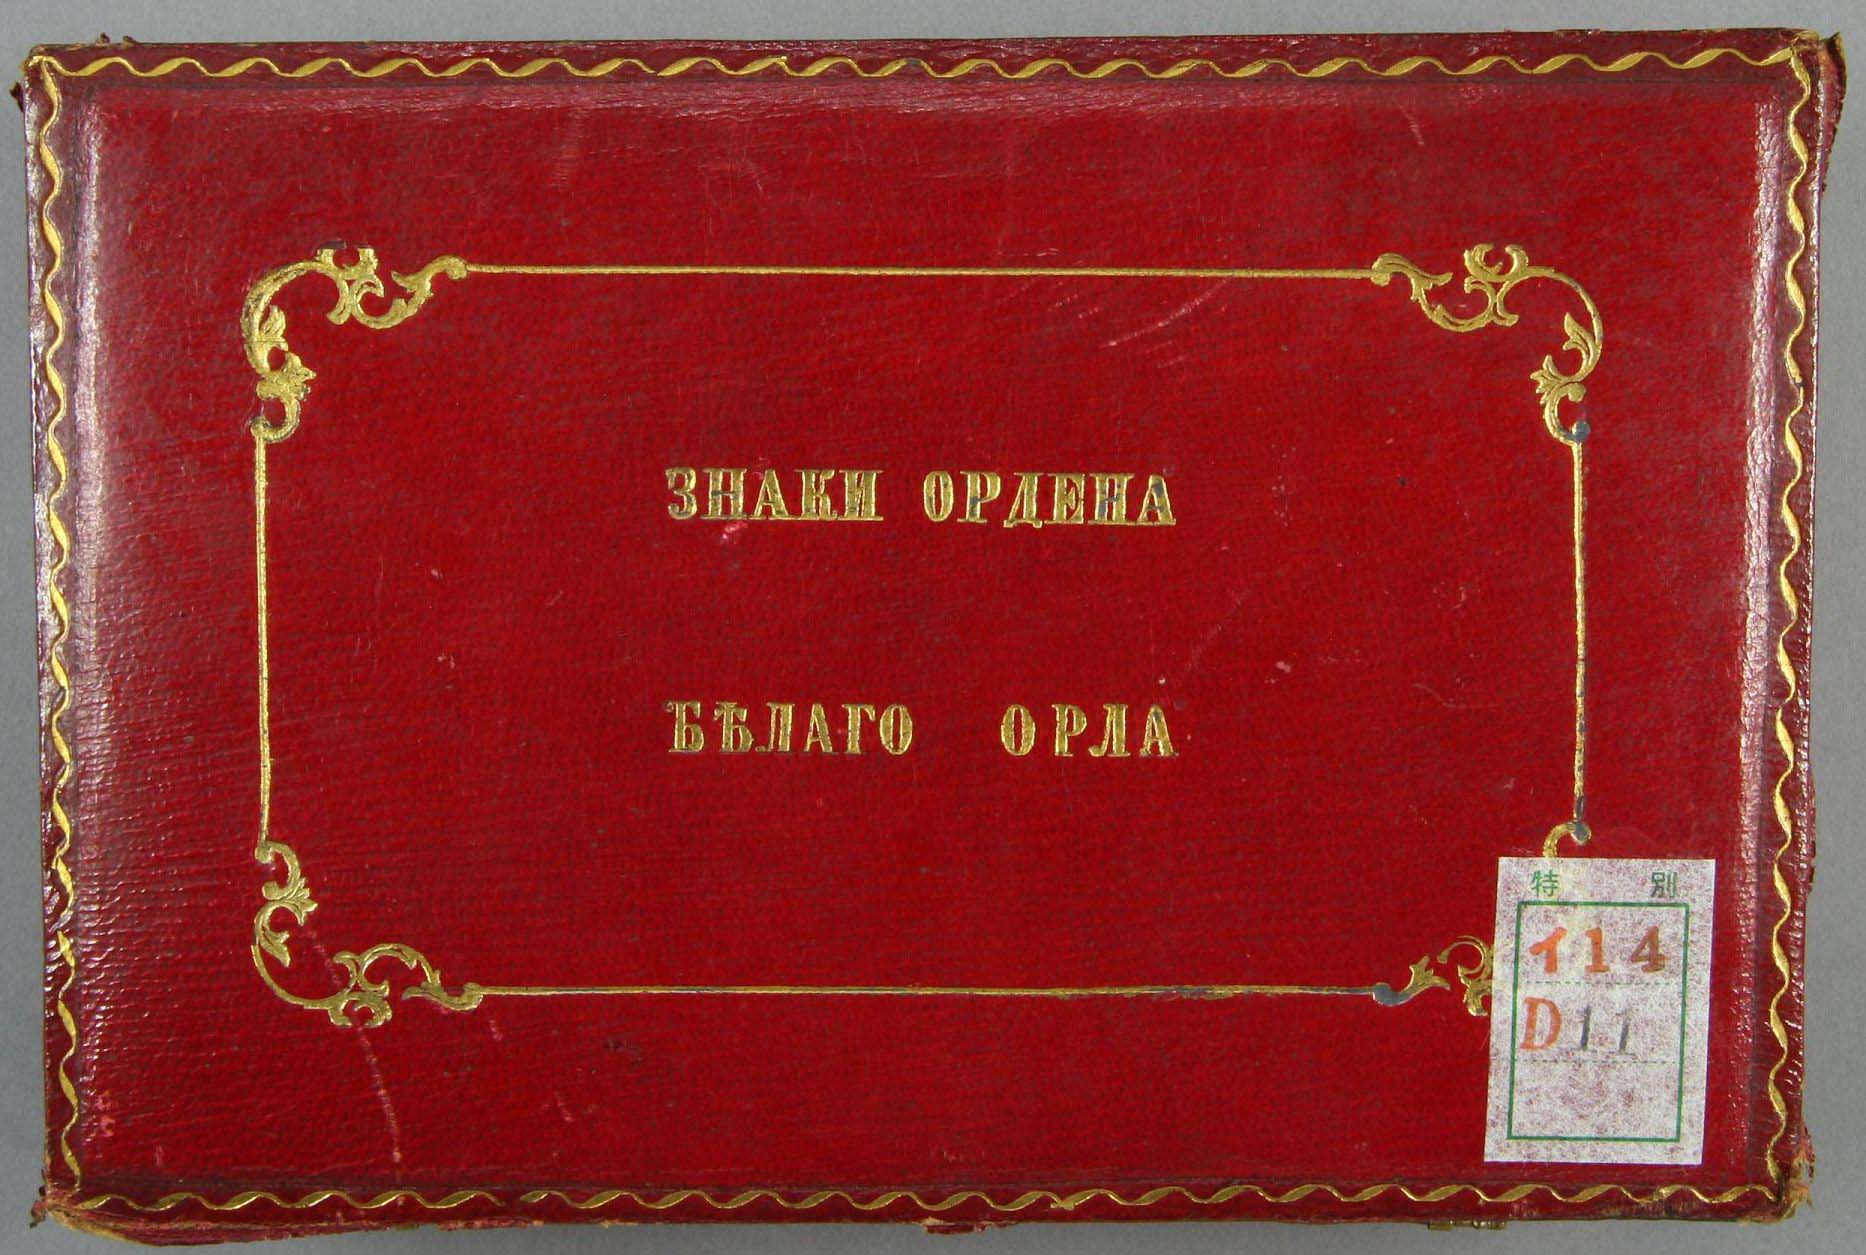 ЗНАКИ ОРДЕНА
БѢЛАГО ОРЛА
特別
イ14
D11